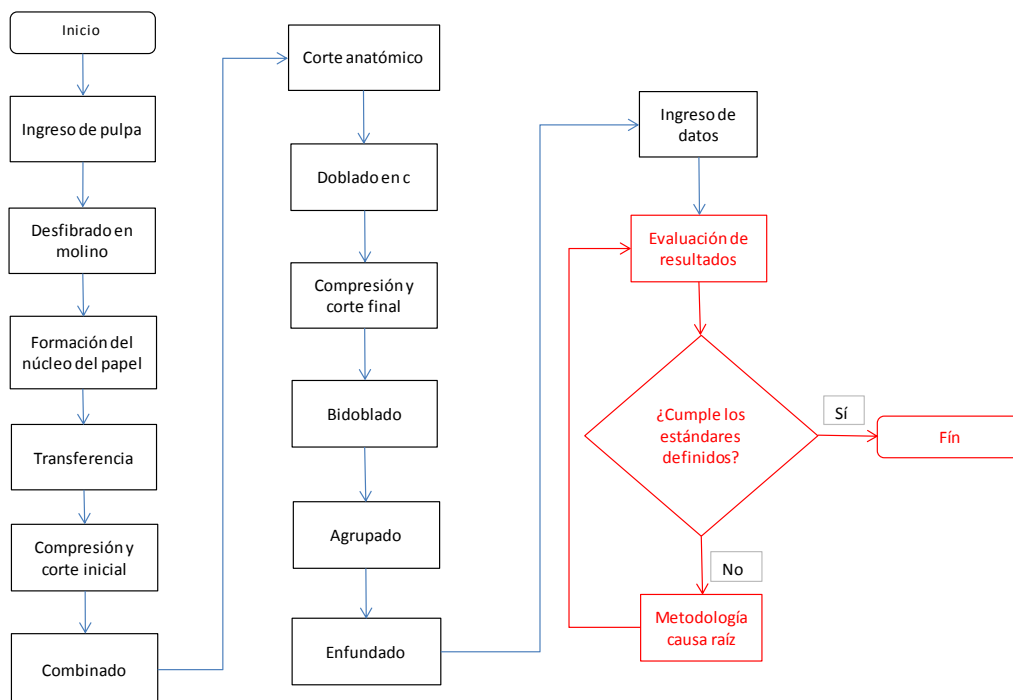 Inicio
Ingreso de pulpa
Desfibrado en
molino
Formación del
núcleo del papel
Transferencia
Compresión y
corte inicial
Combinado
Corte anatómico
Doblado en c
Compresión y
corte final
Bidoblado
Agrupado
Enfundado
Ingreso de
datos
Evaluación de
resultados
¿Cumple los
estándares
definidos?
Sí
Fín
No
Metodología
causa raíz